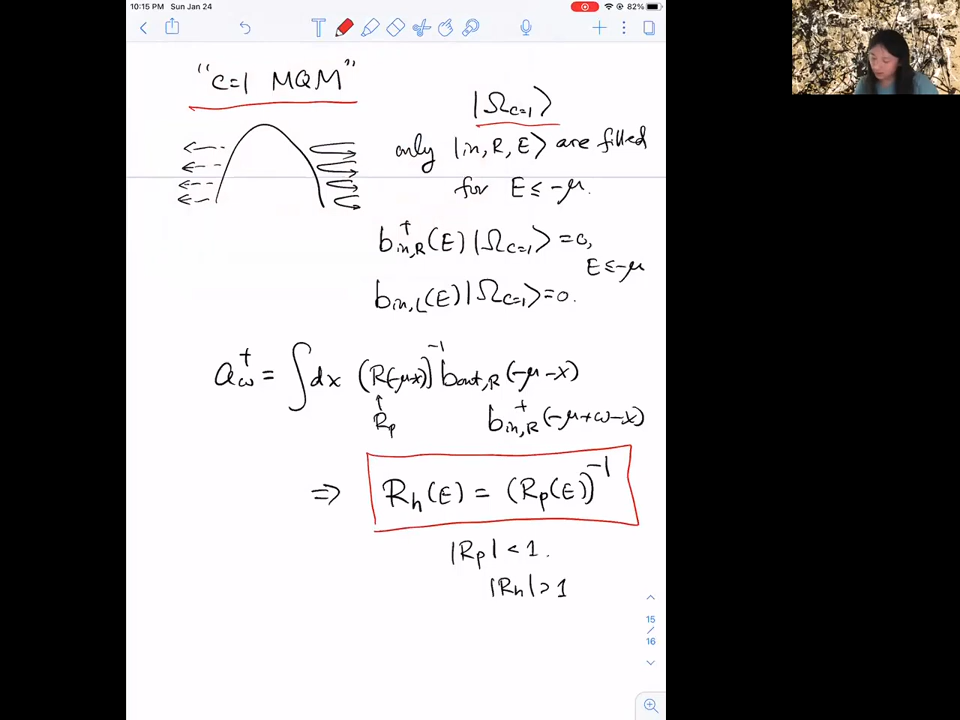 10:15 PM Sun Jan 24
82%
"c=1 MQM"
|Ω_{c=1}⟩
only |in, R, E⟩ are filled
for E ≤ -μ.
b^†_{in,R}(E)|Ω_{c=1}⟩ = 0,
E ≤ -μ
b_{in,L}(E)|Ω_{c=1}⟩ = 0.
a^†_ω = ∫dx (R(-μ-x))^{-1} b_{out,R}(-μ-x)
↑
R_p
b^†_{in,R}(-μ+ω-x)
⇒ R_h(E) = (R_p(E))^{-1}
|R_p| < 1.
|R_h| > 1
15
/
16